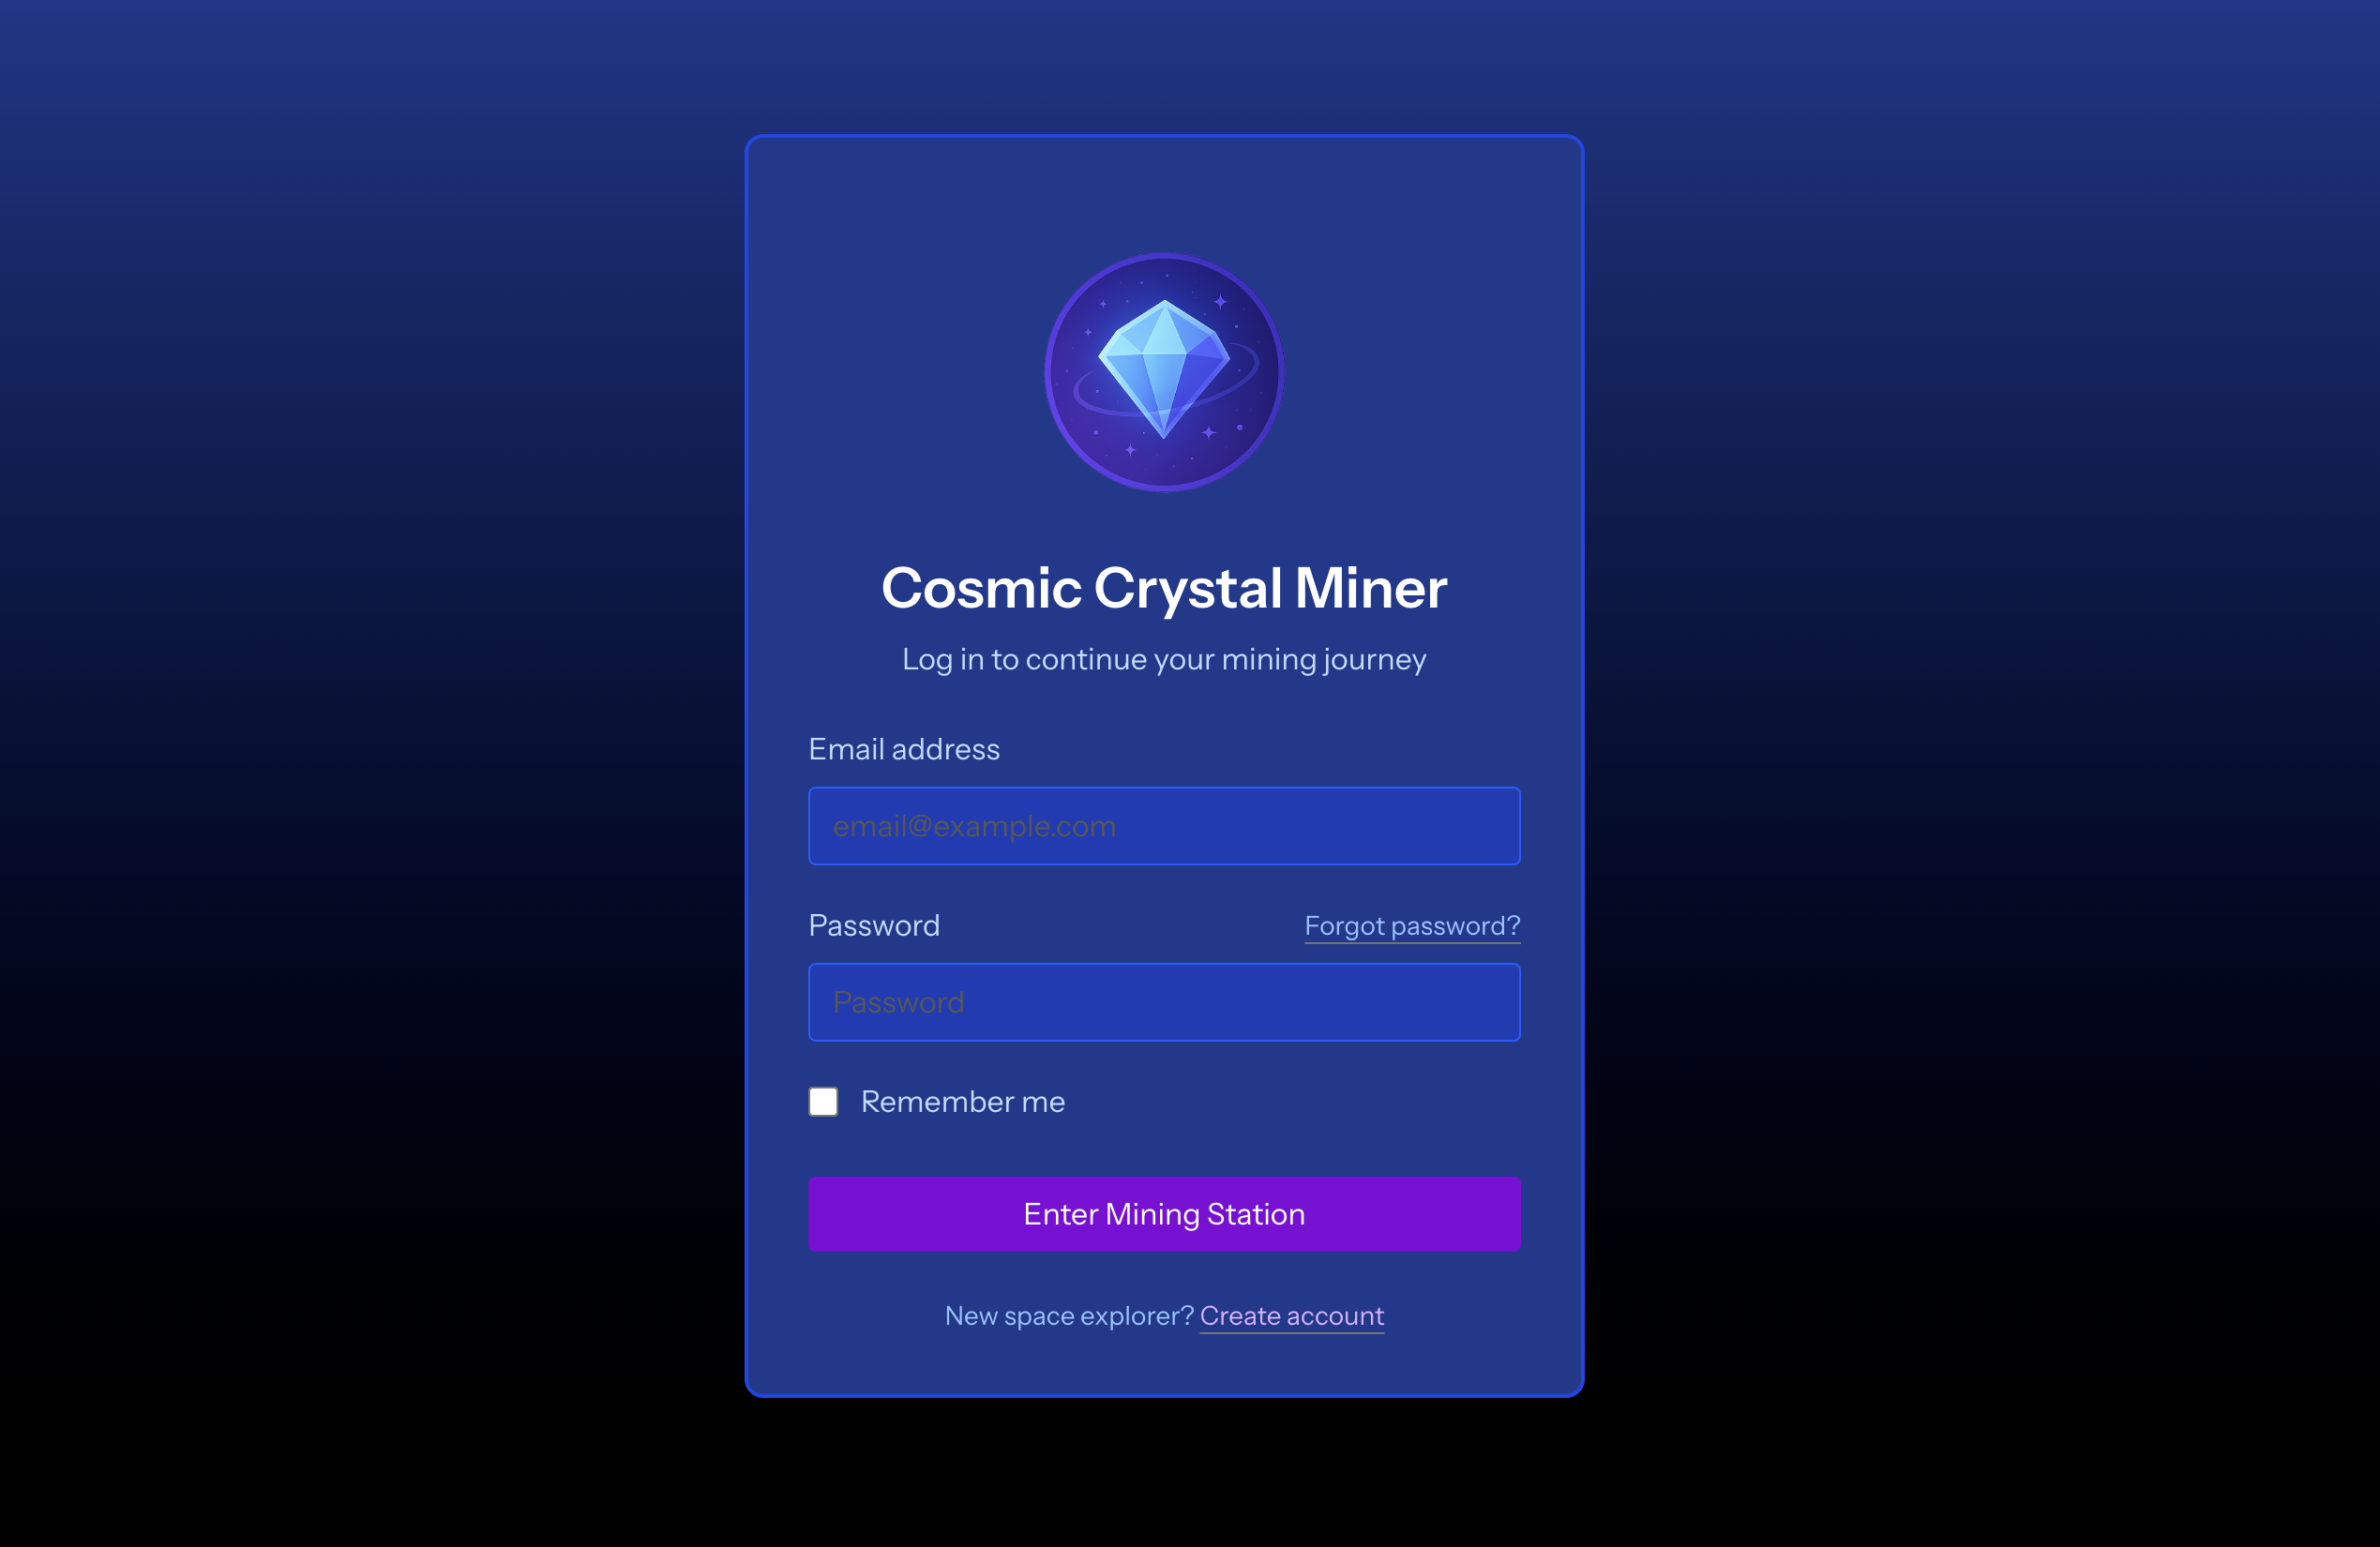 Cosmic Crystal Miner
Log in to continue your mining journey
Email address
email@example.com
Password
Forgot password?
Password
Remember me
Enter Mining Station
New space explorer? Create account